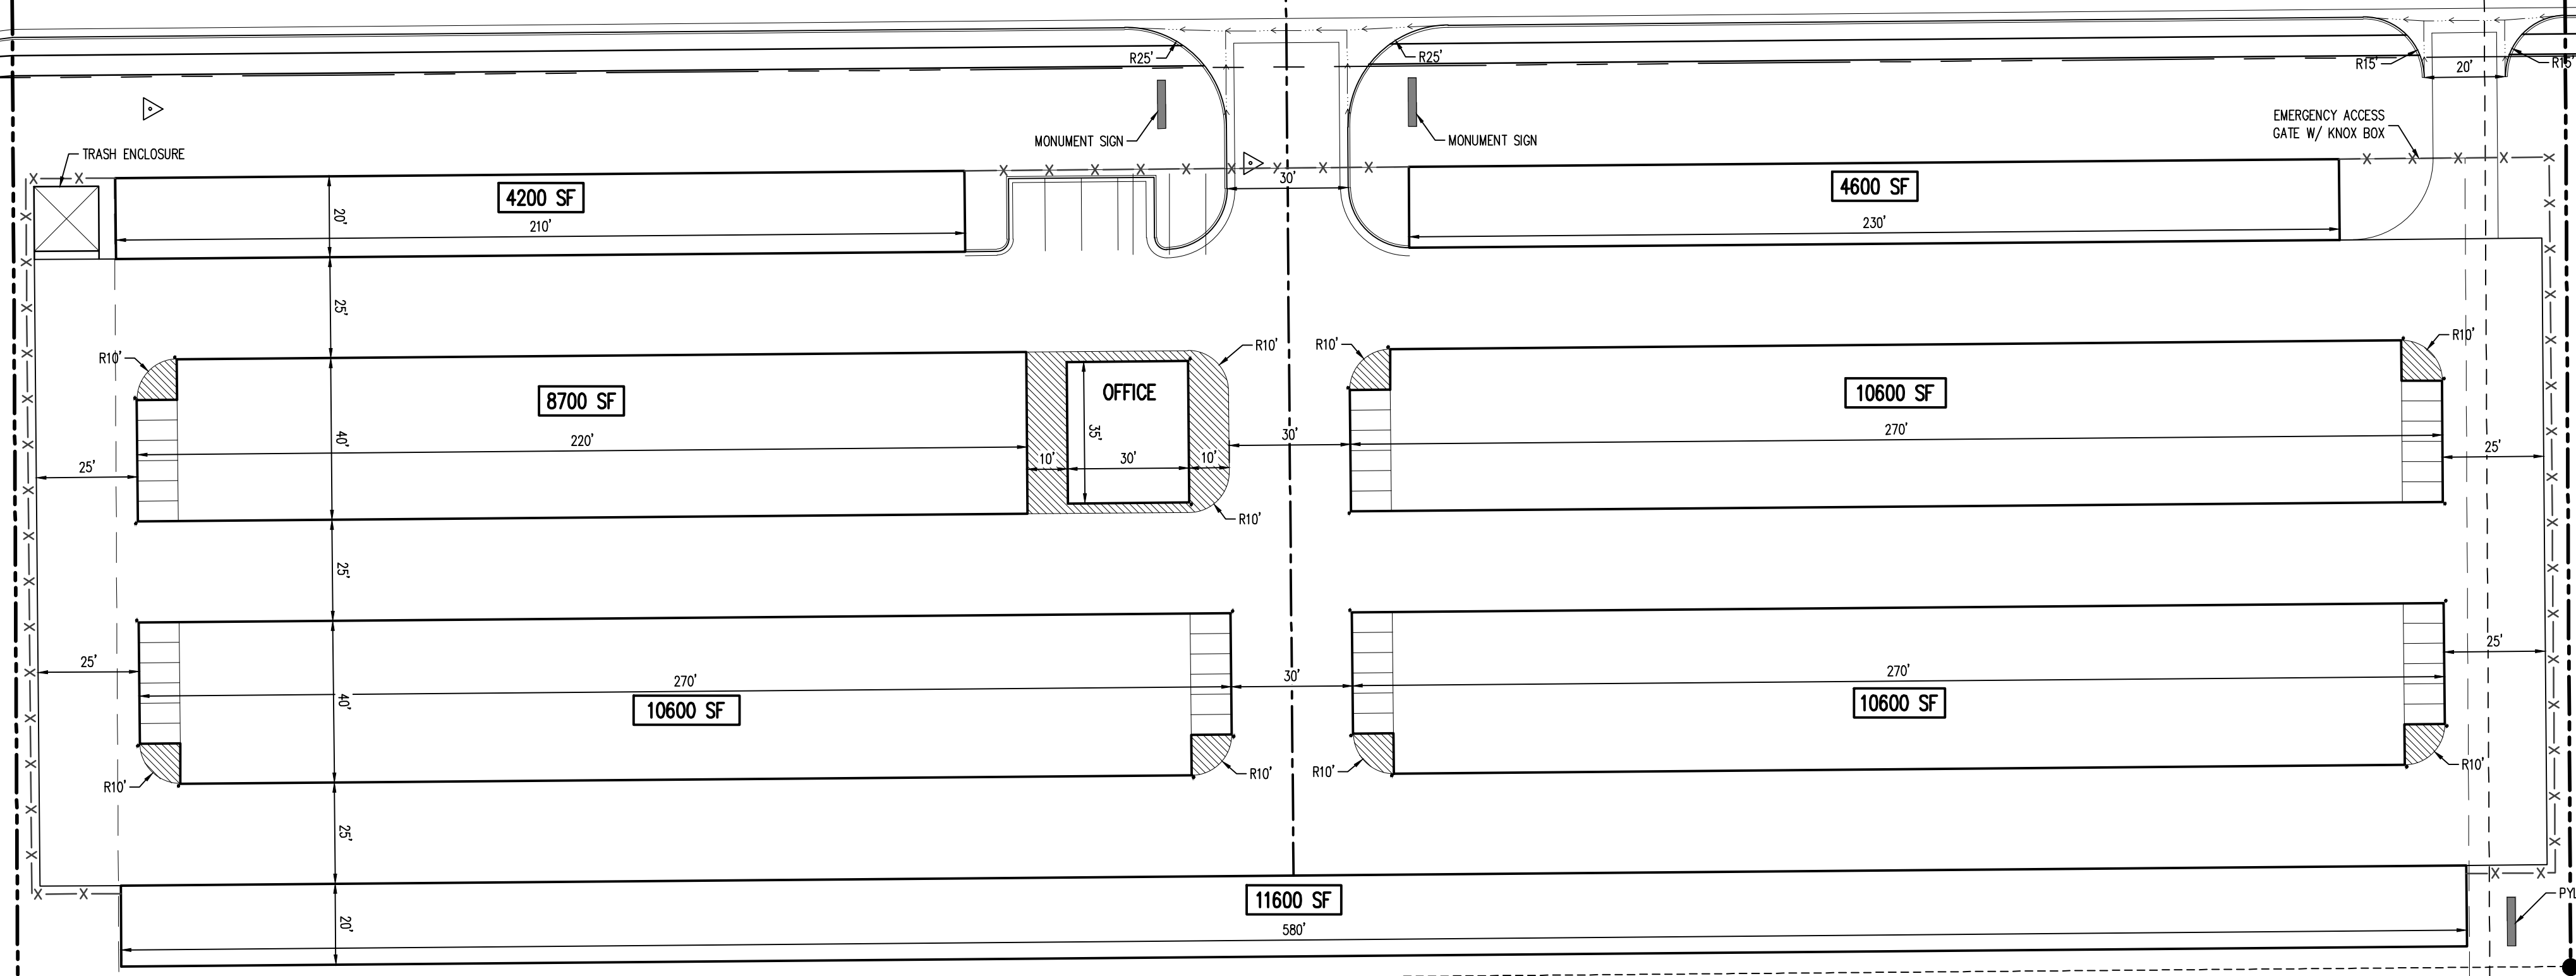 R25'
R25'
R15'
20'
R15'
MONUMENT SIGN
MONUMENT SIGN
EMERGENCY ACCESS
GATE W/ KNOX BOX
TRASH ENCLOSURE
4200 SF
20'
210'
30'
4600 SF
230'
25'
R10'
R10'
R10'
R10'
8700 SF
OFFICE
10600 SF
40'
220'
35'
10'
30'
10'
30'
270'
25'
25'
R10'
25'
25'
270'
40'
10600 SF
30'
270'
10600 SF
25'
R10'
R10'
R10'
R10'
25'
11600 SF
20'
580'